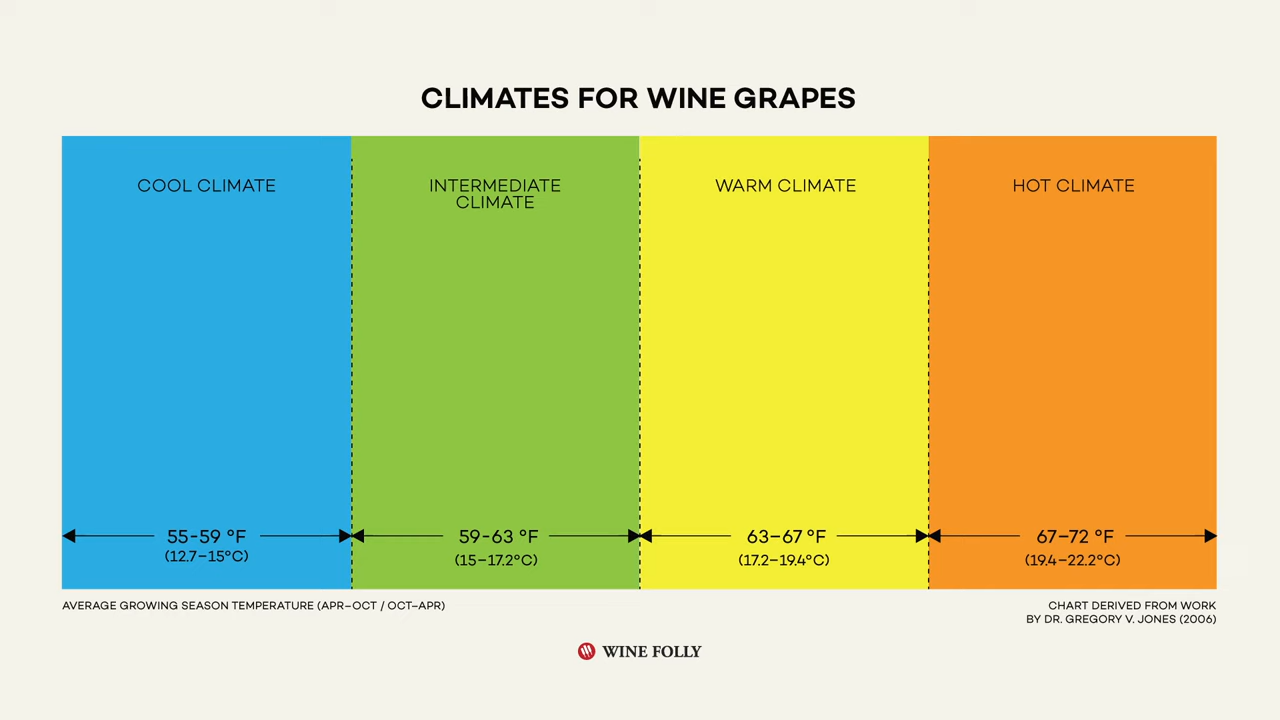 CLIMATES FOR WINE GRAPES
COOL CLIMATE
INTERMEDIATE
CLIMATE
WARM CLIMATE
HOT CLIMATE
55-59 °F
(12.7–15°C)
59-63 °F
(15–17.2°C)
63–67 °F
(17.2–19.4°C)
67–72 °F
(19.4–22.2°C)
AVERAGE GROWING SEASON TEMPERATURE (APR–OCT / OCT–APR)
CHART DERIVED FROM WORK
BY DR. GREGORY V. JONES (2006)
WINE FOLLY